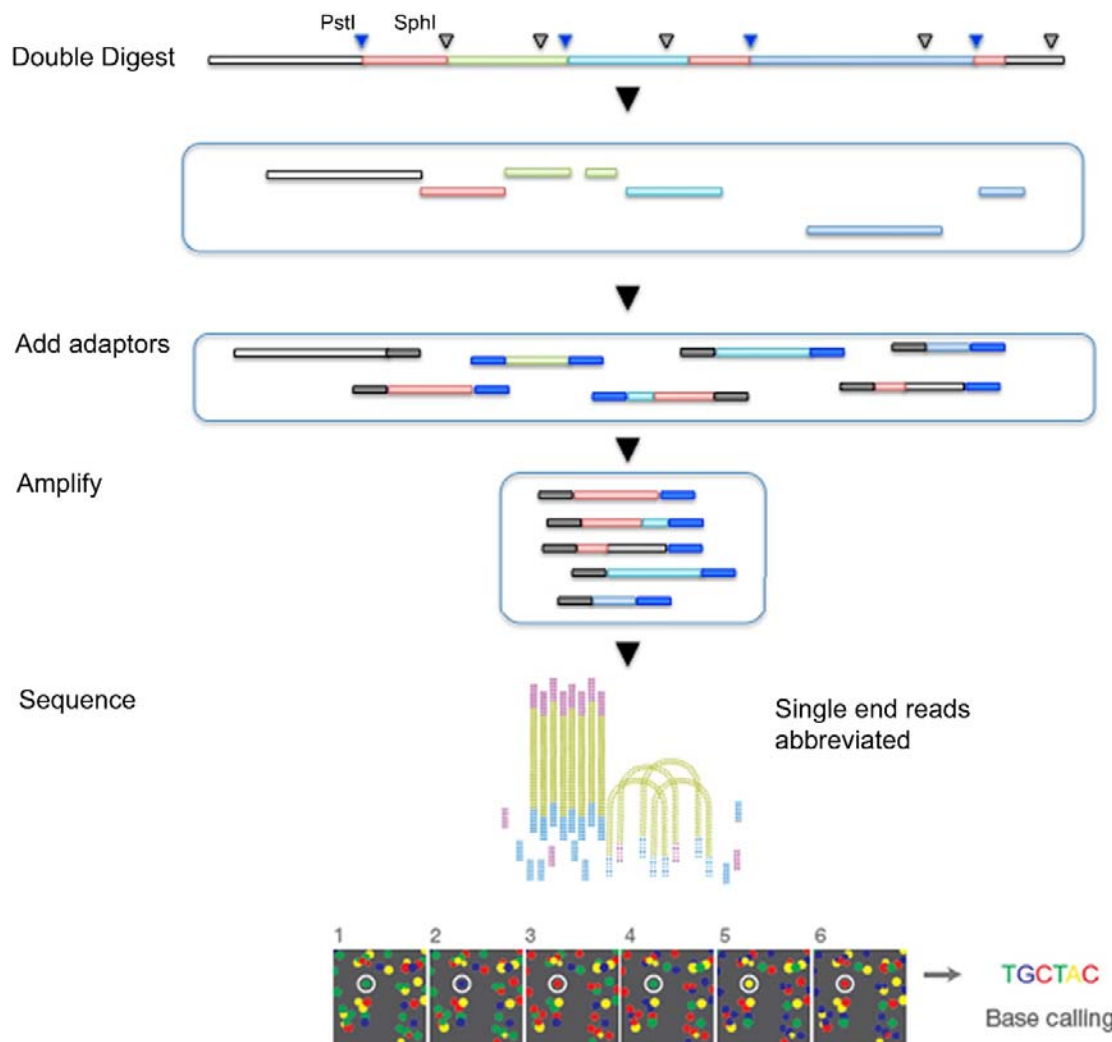 PstI SphI
Double Digest
Add adaptors
Amplify
Sequence
Single end reads
abbreviated
1 2 3 4 5 6
TGCTAC
Base calling